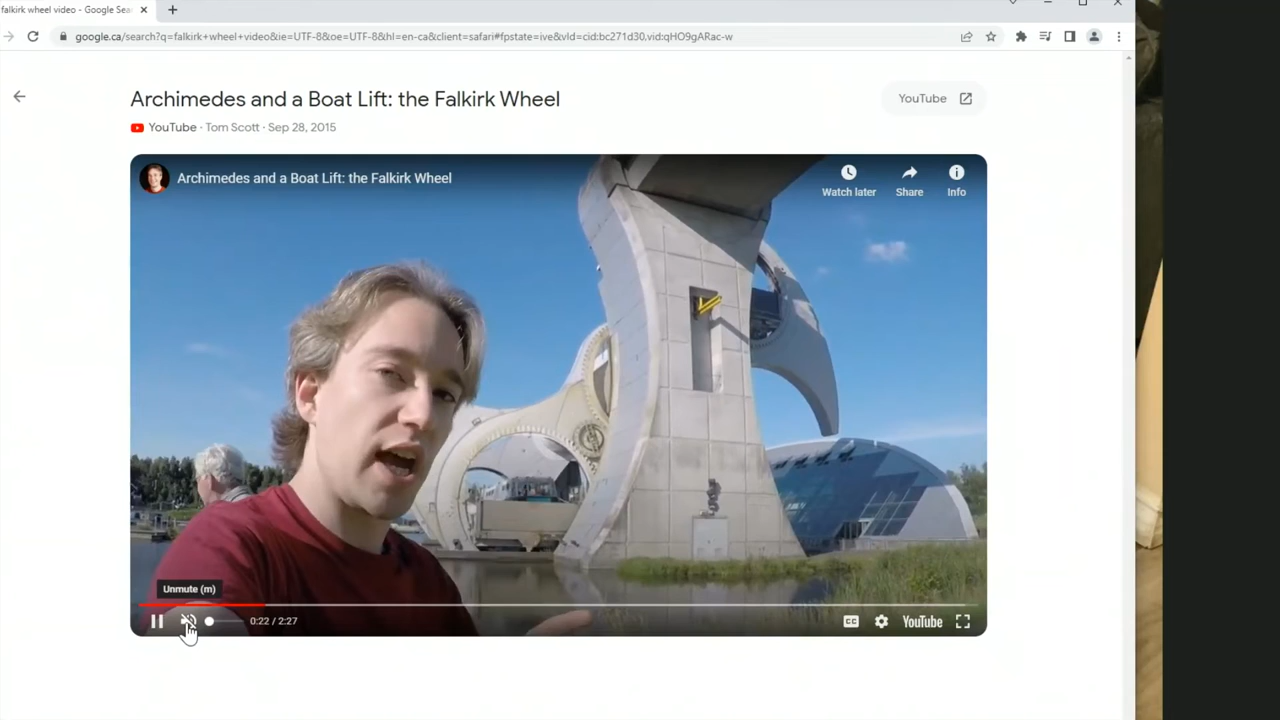 falkirk wheel video - Google Sea
google.ca/search?q=falkirk+wheel+video&ie=UTF-8&oe=UTF-8&hl=en-ca&client=safari#fpstate=ive&vld=cid:bc271d30,vid:qHO9gARac-w
Archimedes and a Boat Lift: the Falkirk Wheel
YouTube
YouTube · Tom Scott · Sep 28, 2015
Archimedes and a Boat Lift: the Falkirk Wheel
Watch later
Share
Info
Unmute (m)
0:22 / 2:27
CC
YouTube